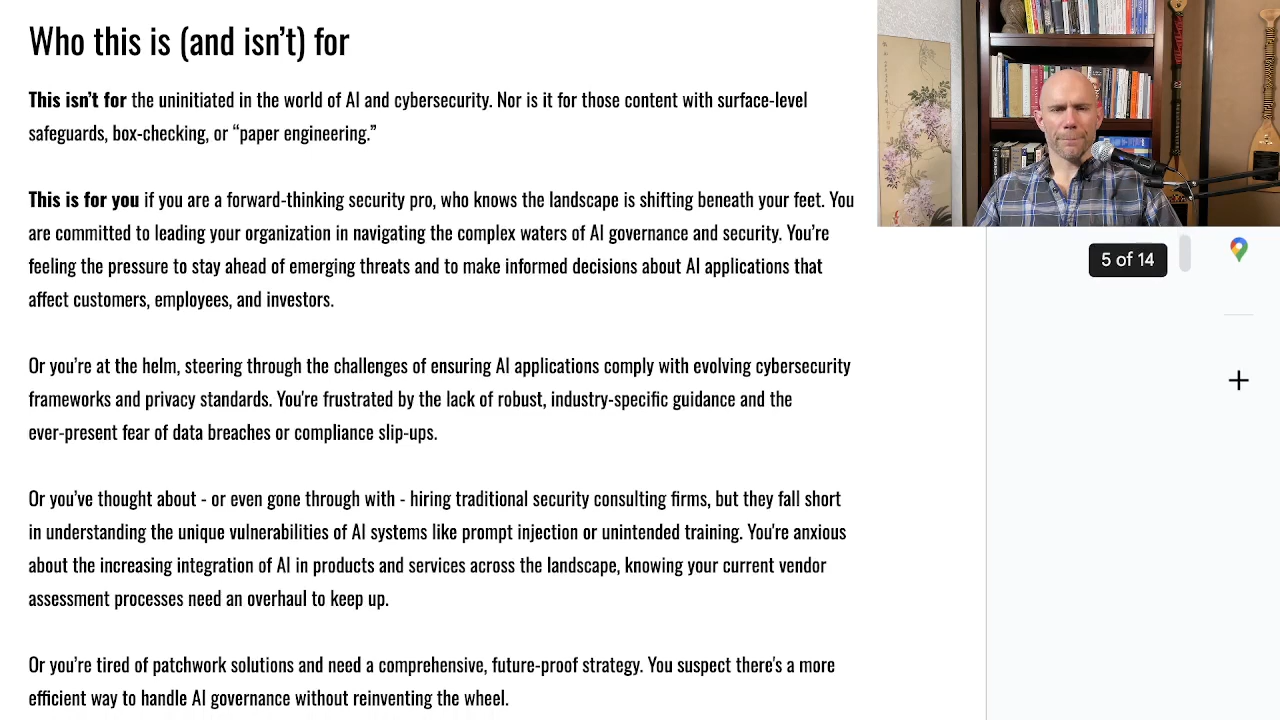 Who this is (and isn’t) for
This isn’t for the uninitiated in the world of AI and cybersecurity. Nor is it for those content with surface-level
safeguards, box-checking, or “paper engineering.”
This is for you if you are a forward-thinking security pro, who knows the landscape is shifting beneath your feet. You
are committed to leading your organization in navigating the complex waters of AI governance and security. You’re
feeling the pressure to stay ahead of emerging threats and to make informed decisions about AI applications that
affect customers, employees, and investors.
Or you’re at the helm, steering through the challenges of ensuring AI applications comply with evolving cybersecurity
frameworks and privacy standards. You're frustrated by the lack of robust, industry-specific guidance and the
ever-present fear of data breaches or compliance slip-ups.
Or you’ve thought about - or even gone through with - hiring traditional security consulting firms, but they fall short
in understanding the unique vulnerabilities of AI systems like prompt injection or unintended training. You're anxious
about the increasing integration of AI in products and services across the landscape, knowing your current vendor
assessment processes need an overhaul to keep up.
Or you’re tired of patchwork solutions and need a comprehensive, future-proof strategy. You suspect there's a more
efficient way to handle AI governance without reinventing the wheel.
5 of 14